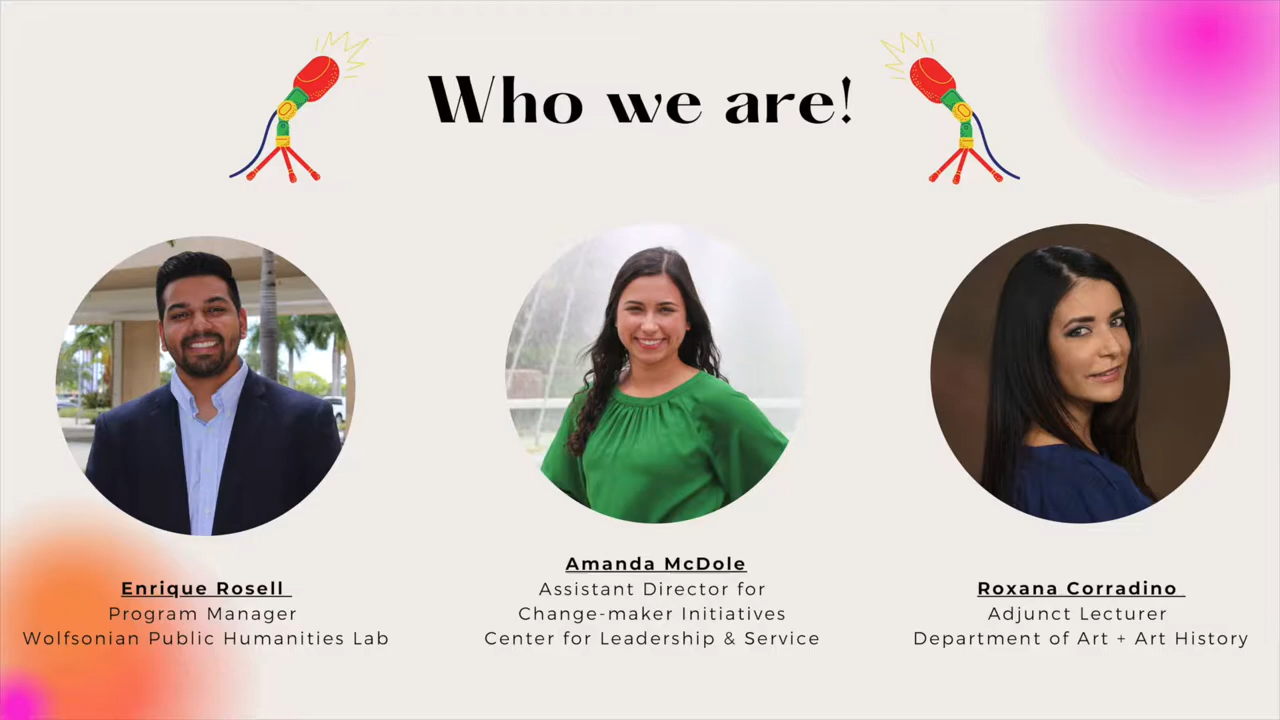 Who we are!
Enrique Rosell
Program Manager
Wolfsonian Public Humanities Lab
Amanda McDole
Assistant Director for
Change-maker Initiatives
Center for Leadership & Service
Roxana Corradino
Adjunct Lecturer
Department of Art + Art History